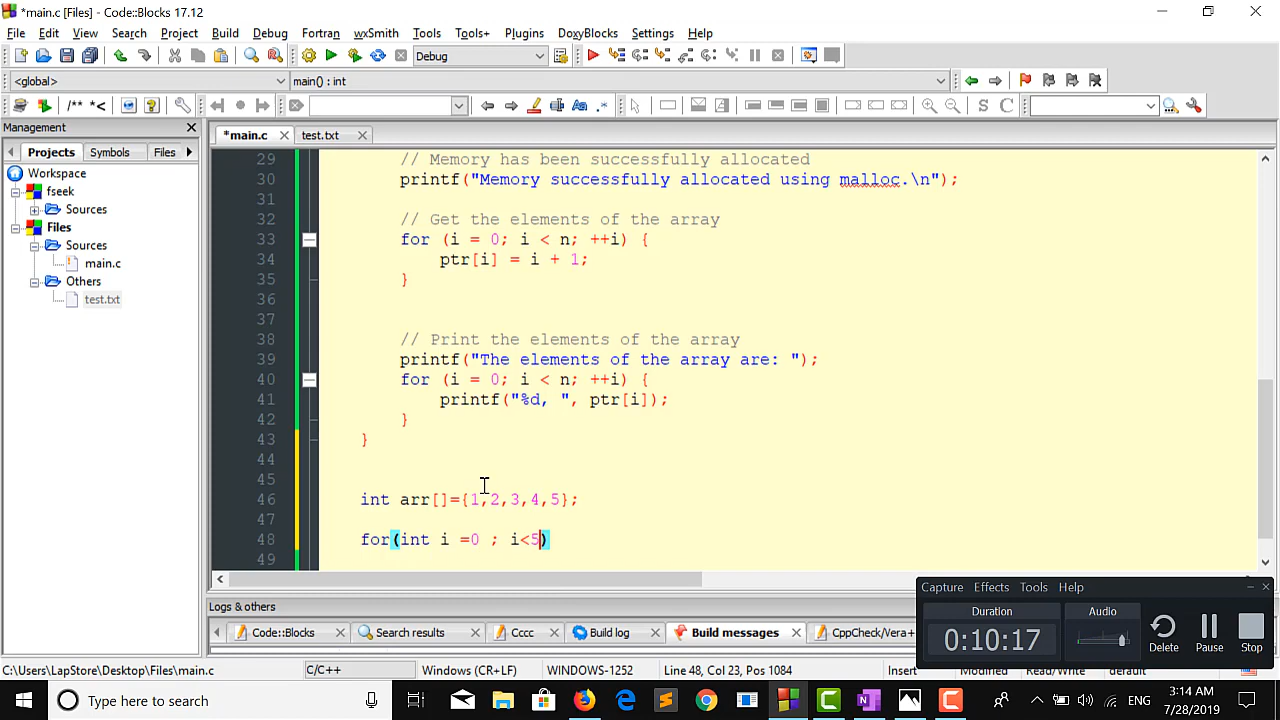 *main.c [Files] - Code::Blocks 17.12
File Edit View Search Project Build Debug Fortran wxSmith Tools Tools+ Plugins DoxyBlocks Settings Help
Debug
<global> main() : int
/** *<
Management
*main.c test.txt
Projects Symbols Files
Workspace
fseek
Sources
Files
Sources
main.c
Others
test.txt
29 // Memory has been successfully allocated
30 printf("Memory successfully allocated using malloc.\n");
31
32 // Get the elements of the array
33 for (i = 0; i < n; ++i) {
34 ptr[i] = i + 1;
35 }
36
37
38 // Print the elements of the array
39 printf("The elements of the array are: ");
40 for (i = 0; i < n; ++i) {
41 printf("%d, ", ptr[i]);
42 }
43 }
44
45
46 int arr[]={1,2,3,4,5};
47
48 for(int i =0 ; i<5)
49
Logs & others
Code::Blocks Search results Cccc Build log Build messages CppCheck/Vera+
Capture Effects Tools Help
Duration Audio
0:10:17
Delete Pause Stop
C:\Users\LapStore\Desktop\Files\main.c C/C++ Windows (CR+LF) WINDOWS-1252 Line 48, Col 23, Pos 1084 Insert Read/Write default
Type here to search
ENG
3:14 AM
7/28/2019